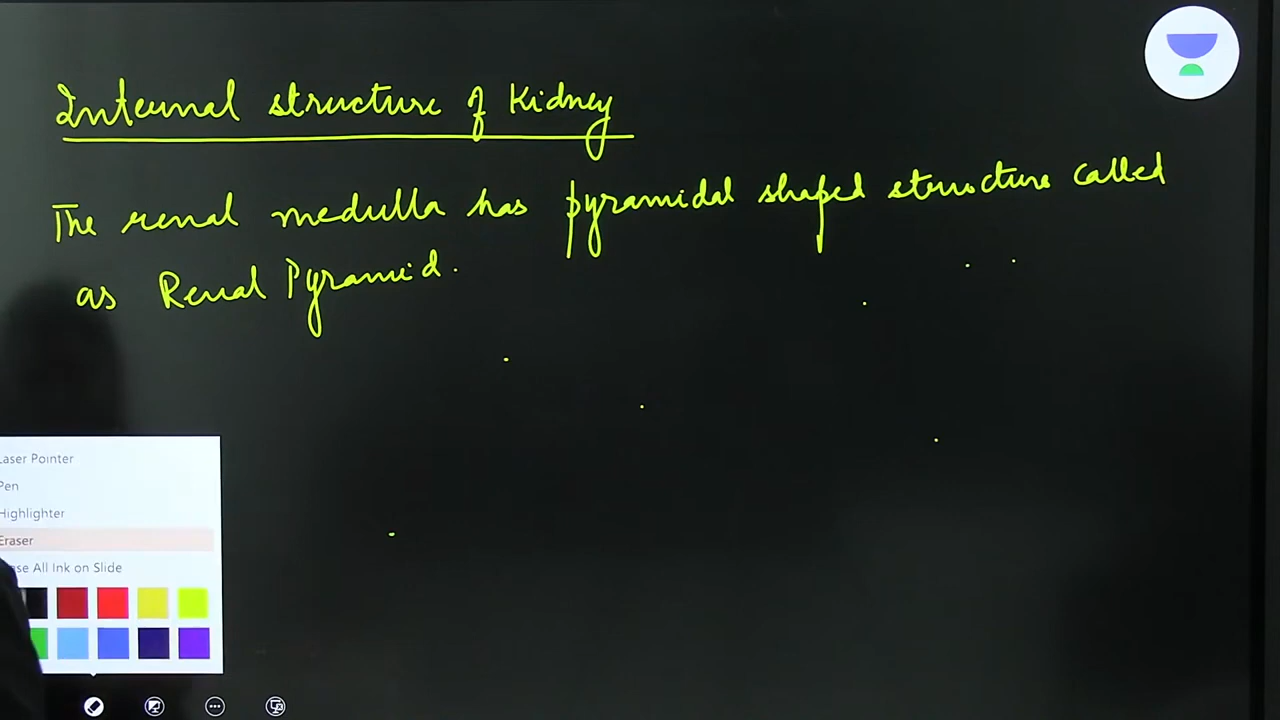 Internal structure of Kidney
The renal medulla has pyramidal shaped structure called
as Renal Pyramid.
Laser Pointer
Pen
Highlighter
Eraser
ase All Ink on Slide